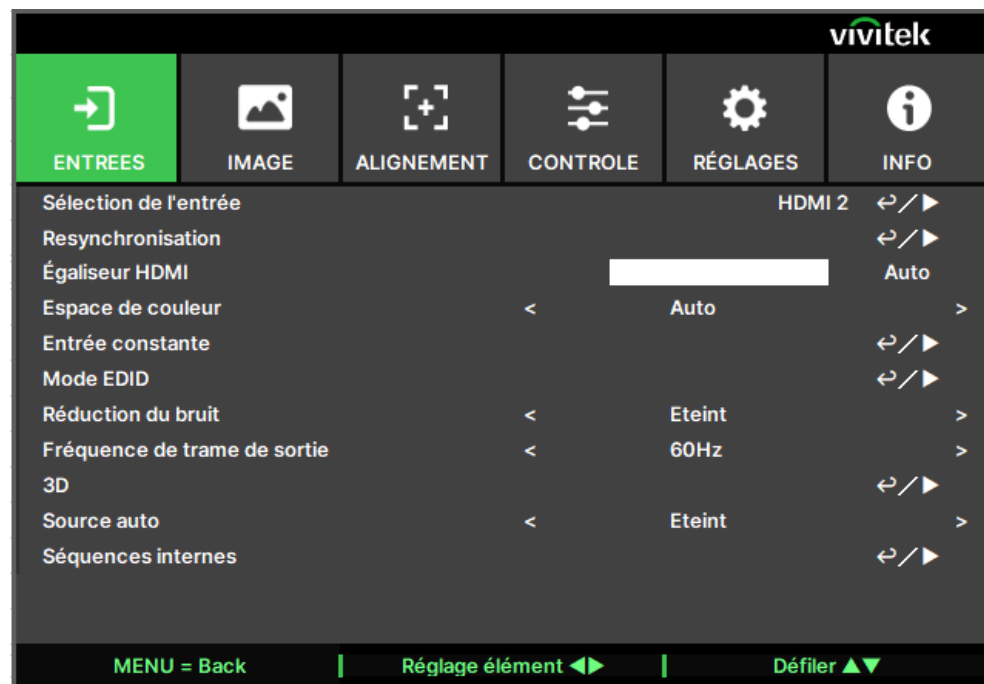 vivitek
ENTREES IMAGE ALIGNEMENT CONTROLE RÉGLAGES INFO
Sélection de l'entrée HDMI 2 ↩/▶
Resynchronisation ↩/▶
Égaliseur HDMI Auto
Espace de couleur < Auto >
Entrée constante ↩/▶
Mode EDID ↩/▶
Réduction du bruit < Eteint >
Fréquence de trame de sortie < 60Hz >
3D ↩/▶
Source auto < Eteint >
Séquences internes ↩/▶
MENU = Back Réglage élément ◀▶ Défiler ▲▼